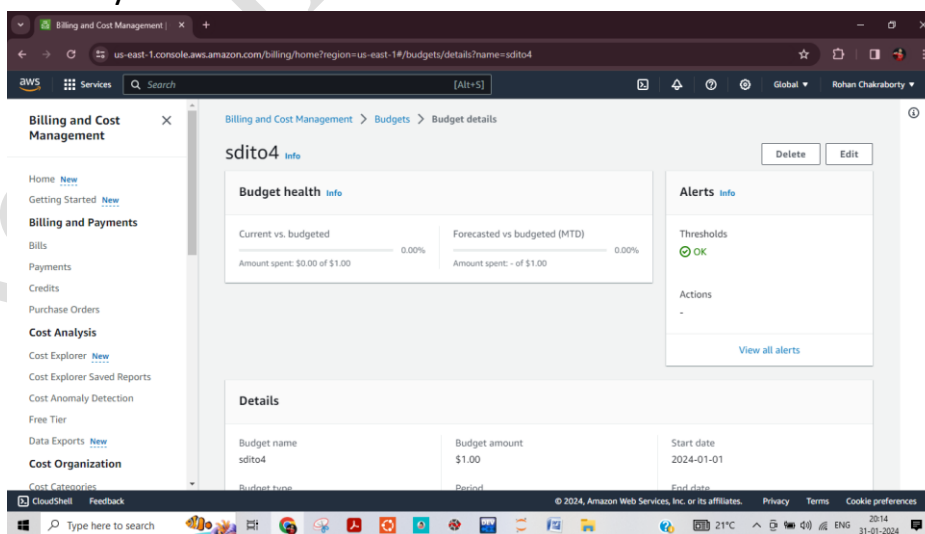 Billing and Cost Management |
us-east-1.console.aws.amazon.com/billing/home?region=us-east-1#/budgets/details?name=sdito4
aws Services Search [Alt+S] Global Rohan Chakraborty
Billing and Cost Management
Home New
Getting Started New
Billing and Payments
Bills
Payments
Credits
Purchase Orders
Cost Analysis
Cost Explorer New
Cost Explorer Saved Reports
Cost Anomaly Detection
Free Tier
Data Exports New
Cost Organization
Cost Categories
Billing and Cost Management > Budgets > Budget details
sdito4 Info
Delete Edit
Budget health Info
Current vs. budgeted
0.00%
Amount spent: $0.00 of $1.00
Forecasted vs budgeted (MTD)
0.00%
Amount spent: - of $1.00
Alerts Info
Thresholds
OK
Actions
-
View all alerts
Details
Budget name
sdito4
Budget amount
$1.00
Start date
2024-01-01
Budget type
Period
End date
CloudShell Feedback © 2024, Amazon Web Services, Inc. or its affiliates. Privacy Terms Cookie preferences
Type here to search 21°C ENG 20:14
31-01-2024